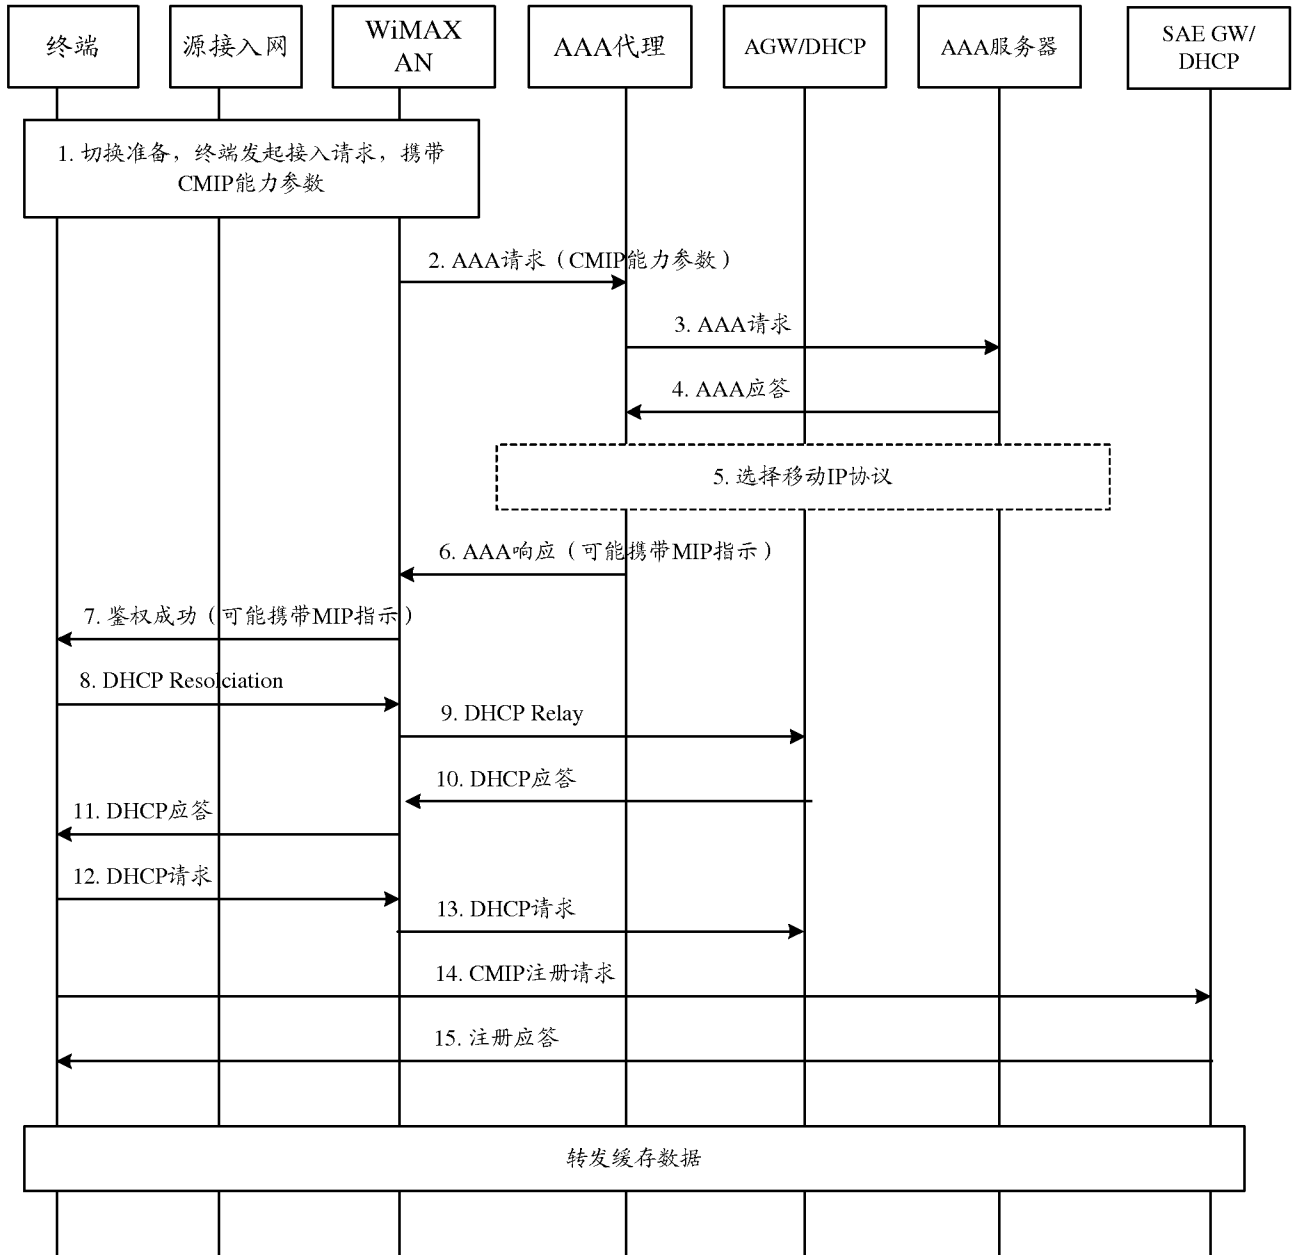 终端
源接入网
WiMAX
AN
AAA代理
AGW/DHCP
AAA服务器
SAE GW/
DHCP
1. 切换准备，终端发起接入请求，携带
CMIP能力参数
2. AAA请求（CMIP能力参数）
3. AAA请求
4. AAA应答
5. 选择移动IP协议
6. AAA响应（可能携带MIP指示）
7. 鉴权成功（可能携带MIP指示）
8. DHCP Resolciation
9. DHCP Relay
10. DHCP应答
11. DHCP应答
12. DHCP请求
13. DHCP请求
14. CMIP注册请求
15. 注册应答
转发缓存数据